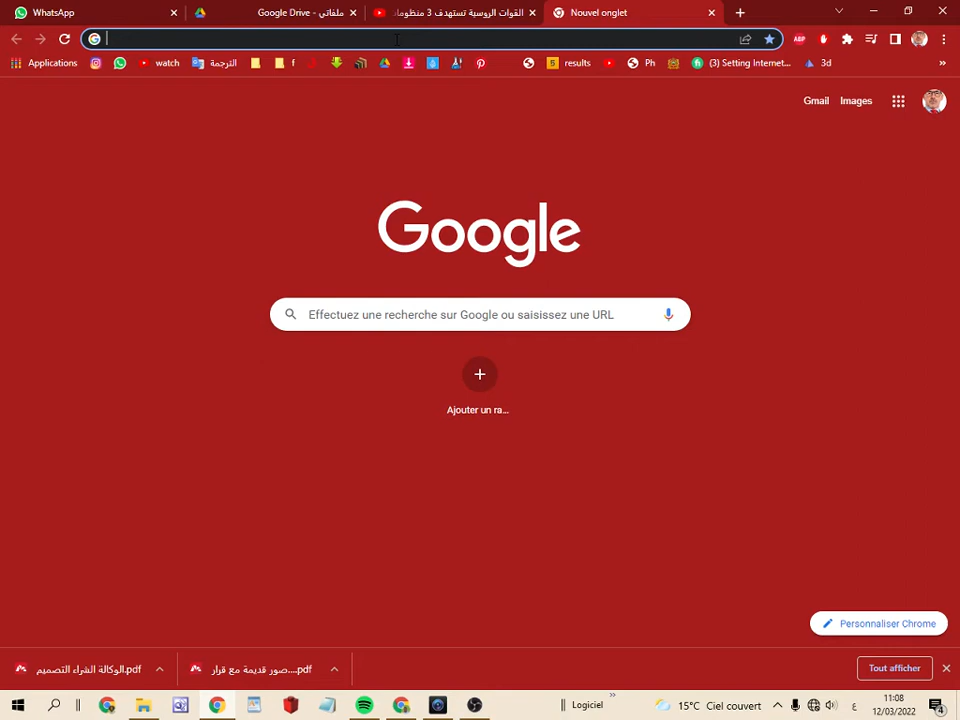 WhatsApp
ملفاتي - Google Drive
القوات الروسية تستهدف 3 منظومات
Nouvel onglet
Applications
watch
الترجمة
f
results
Ph
(3) Setting Internet...
3d
»
Gmail
Images
Google
Effectuez une recherche sur Google ou saisissez une URL
Ajouter un ra...
Personnaliser Chrome
الوكالة الشراء التصميم.pdf
صور قديمة مع قرار....pdf
Tout afficher
Logiciel
»
15°C Ciel couvert
ع
11:08
12/03/2022
4